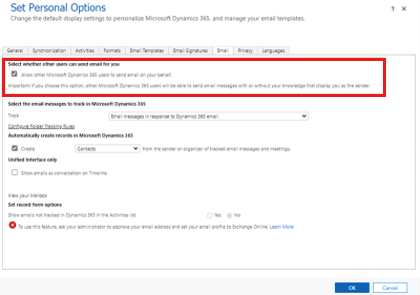 Set Personal Options
? ×
Change the default display settings to personalize Microsoft Dynamics 365, and manage your email templates.
General Synchronization Activities Formats Email Templates Email Signatures Email Privacy Languages
Select whether other users can send email for you
Allow other Microsoft Dynamics 365 users to send email on your behalf.
Important: If you choose this option, other Microsoft Dynamics 365 users will be able to send email messages with or without your knowledge that display you as the sender.
Select the email messages to track in Microsoft Dynamics 365
Track Email messages in response to Dynamics 365 email
Configure Folder Tracking Rules
Automatically create records in Microsoft Dynamics 365
Create Contacts from the sender or organizer of tracked email messages and meetings.
Unified Interface only
Show emails as conversation on Timeline
View your Mailbox
Set record form options
Show emails not tracked in Dynamics 365 in the Activities list. Yes No
To use this feature, ask your administrator to approve your email address and set your email profile to Exchange Online. Learn More
OK Cancel